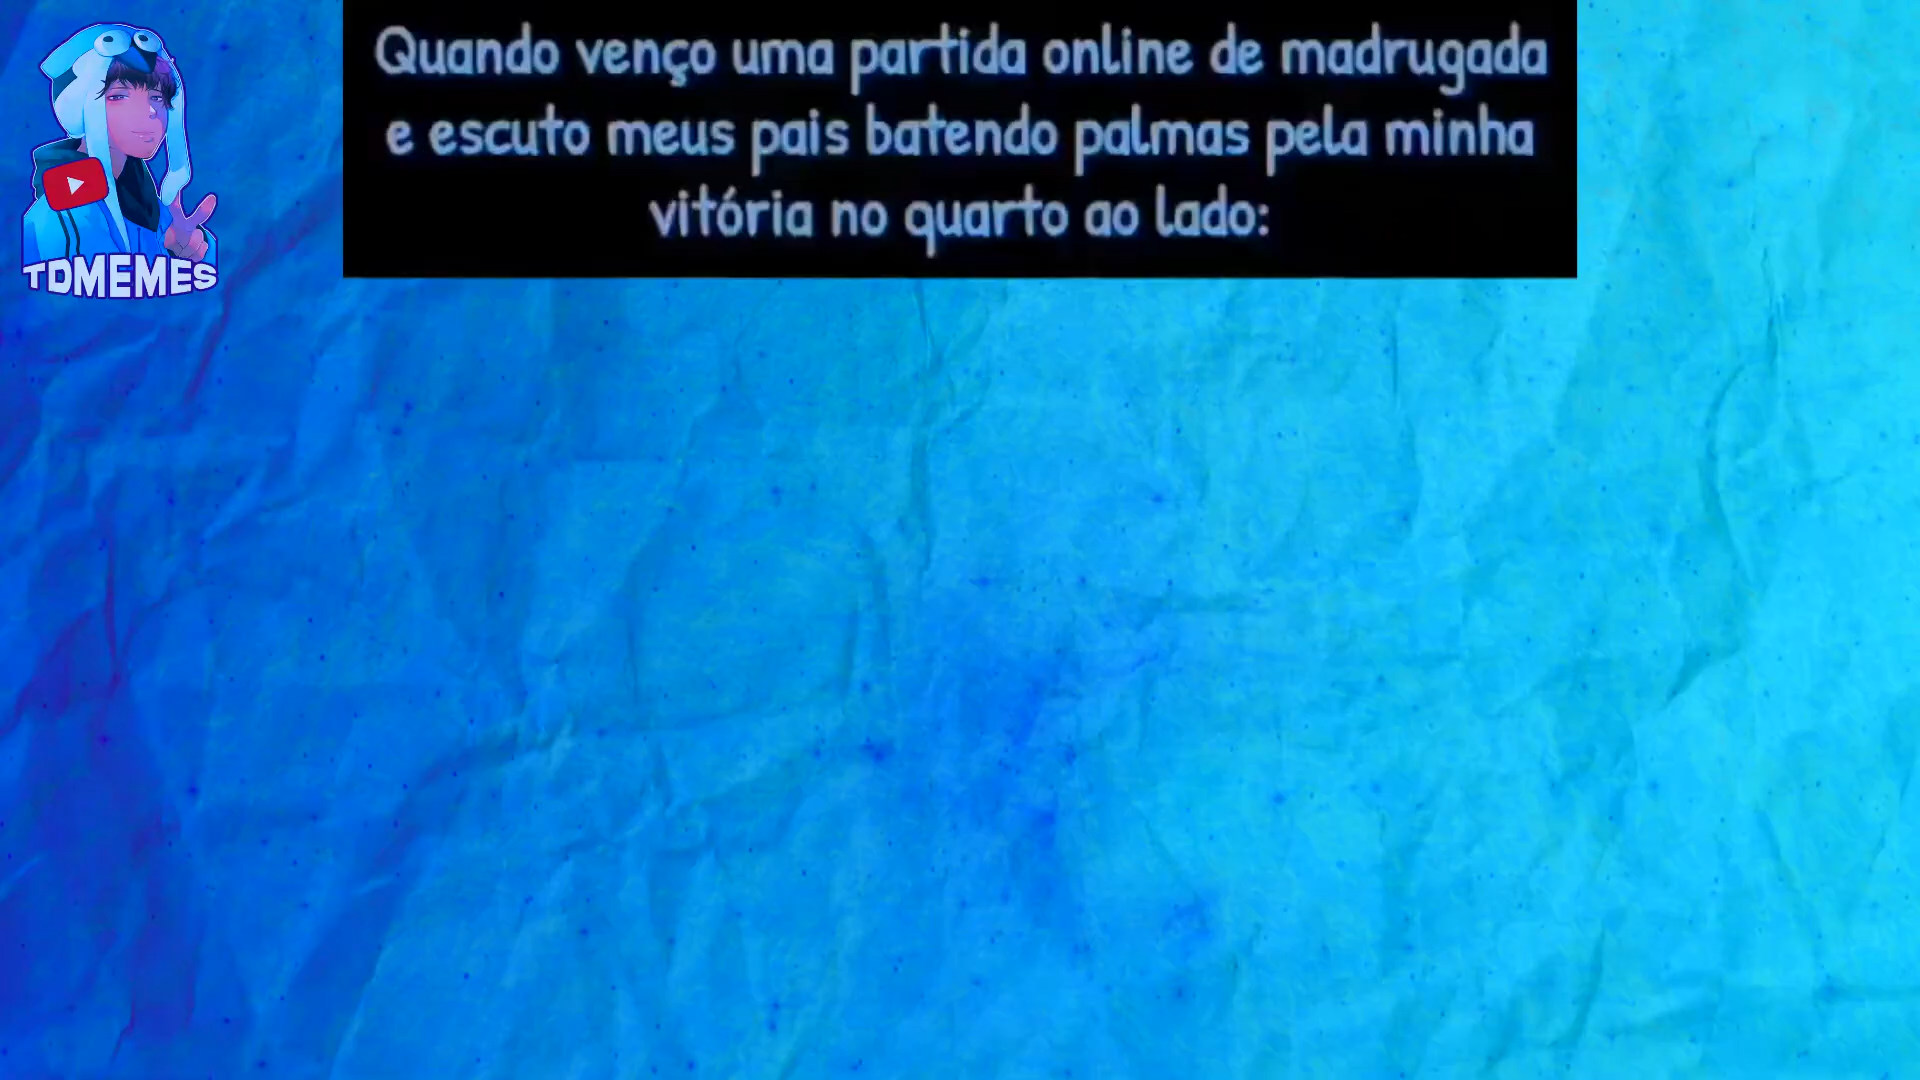 Quando venço uma partida online de madrugada
e escuto meus pais batendo palmas pela minha
vitória no quarto ao lado:
TDMEMES